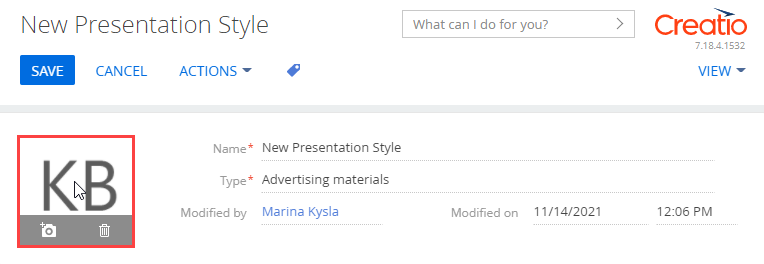 New Presentation Style
What can I do for you?
Creatio
7.18.4.1532
SAVE CANCEL ACTIONS VIEW
KB
Name* New Presentation Style
Type* Advertising materials
Modified by Marina Kysla Modified on 11/14/2021 12:06 PM